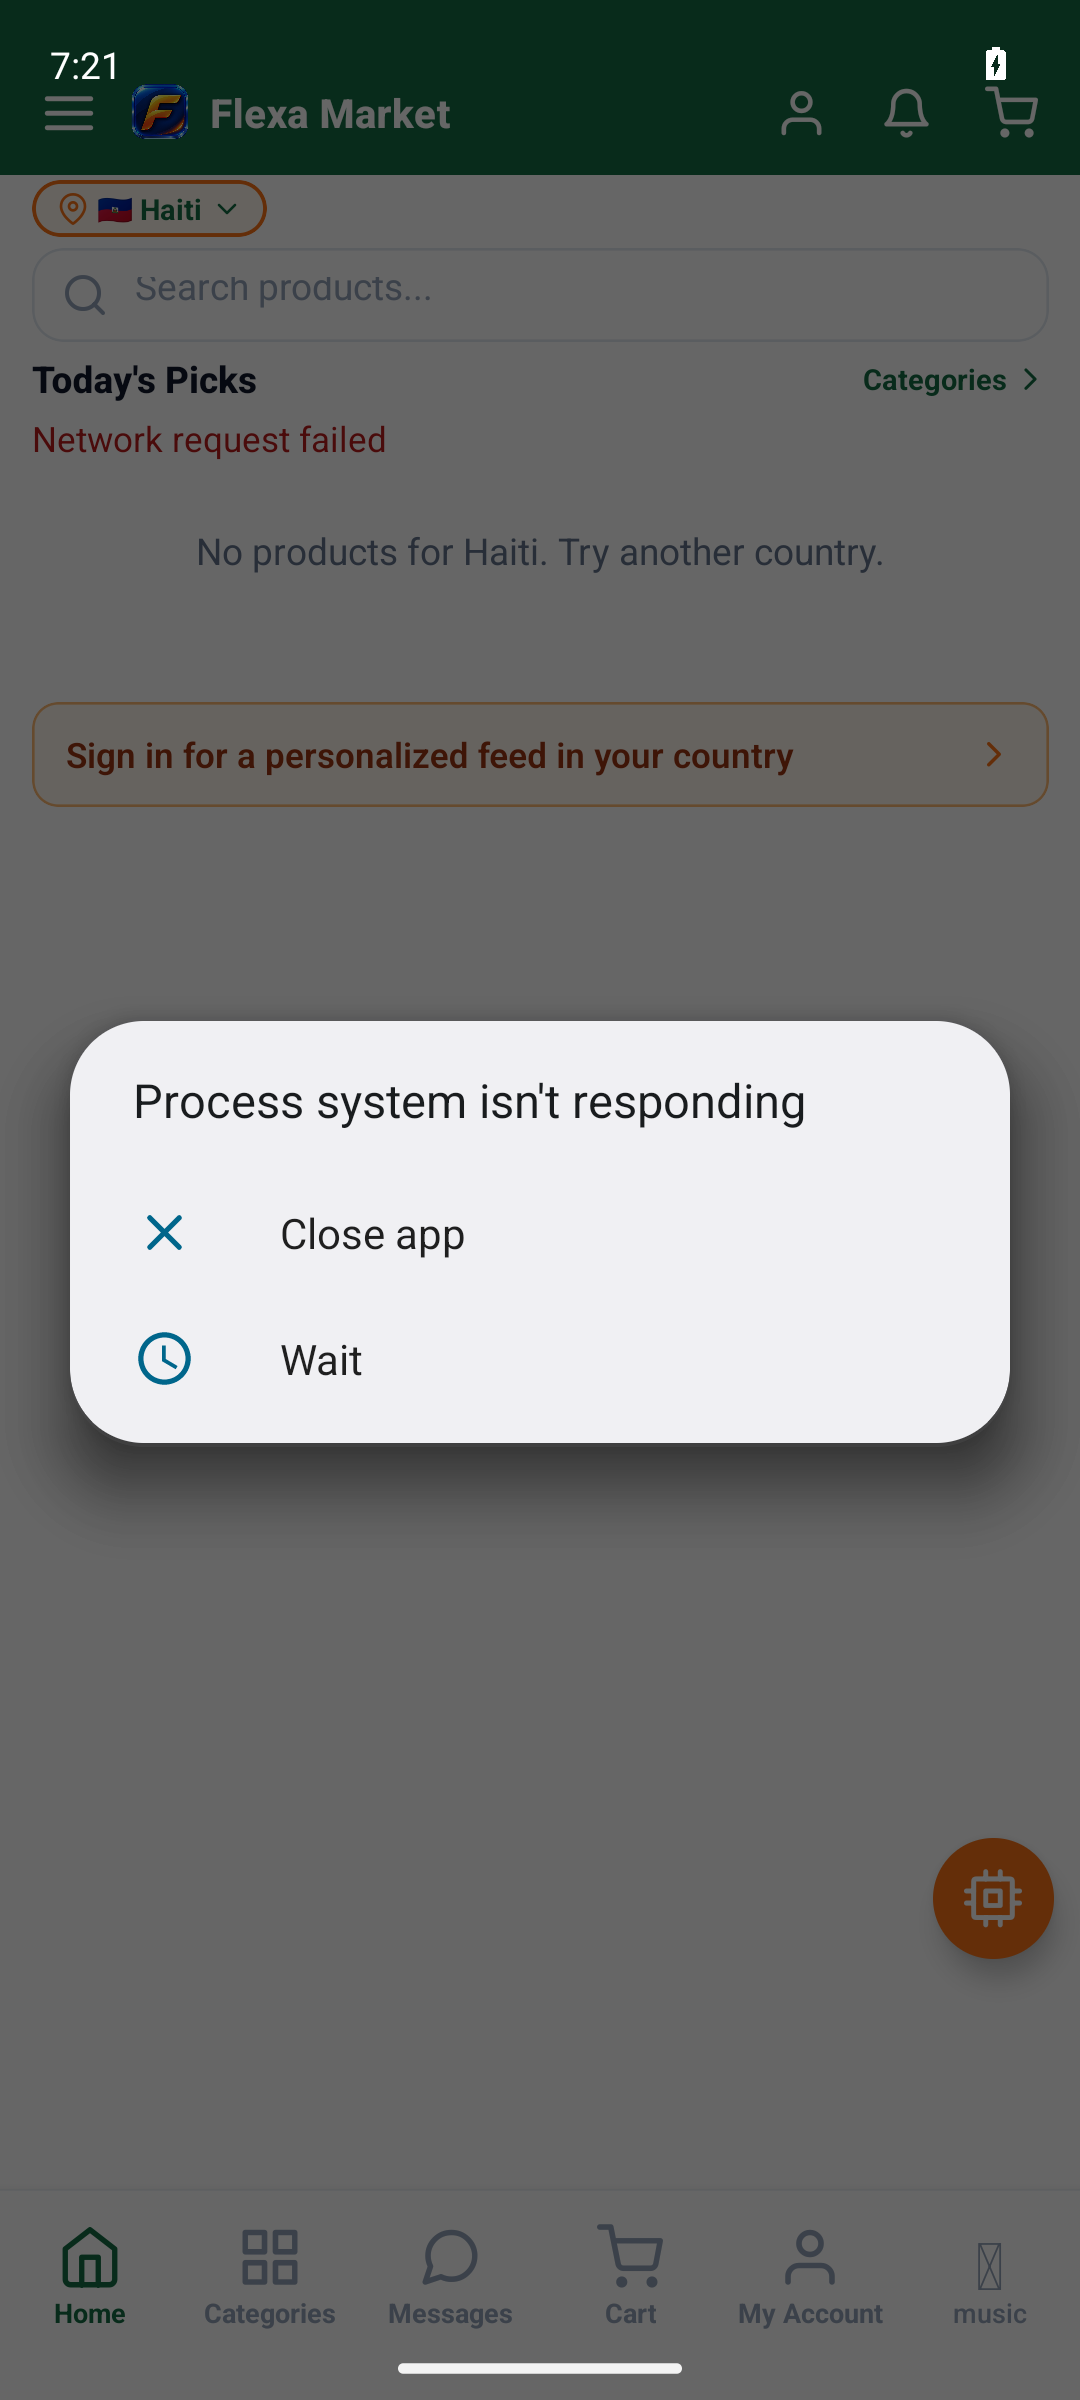 7:21
Flexa Market
Haiti
Search products...
Today's Picks
Categories
Network request failed
No products for Haiti. Try another country.
Sign in for a personalized feed in your country
Process system isn't responding
Close app
Wait
Home
Categories
Messages
Cart
My Account
music